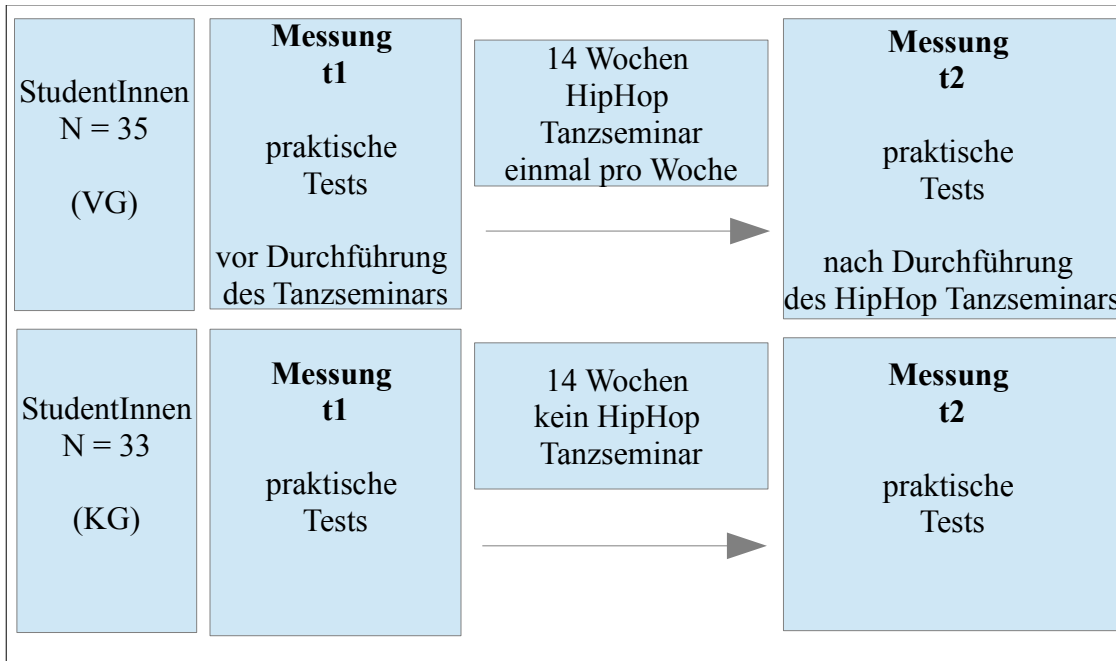 StudentInnen
N = 35
(VG)
Messung
t1
praktische
Tests
vor Durchführung
des Tanzseminars
14 Wochen
HipHop
Tanzseminar
einmal pro Woche
Messung
t2
praktische
Tests
nach Durchführung
des HipHop Tanzseminars
StudentInnen
N = 33
(KG)
Messung
t1
praktische
Tests
14 Wochen
kein HipHop
Tanzseminar
Messung
t2
praktische
Tests